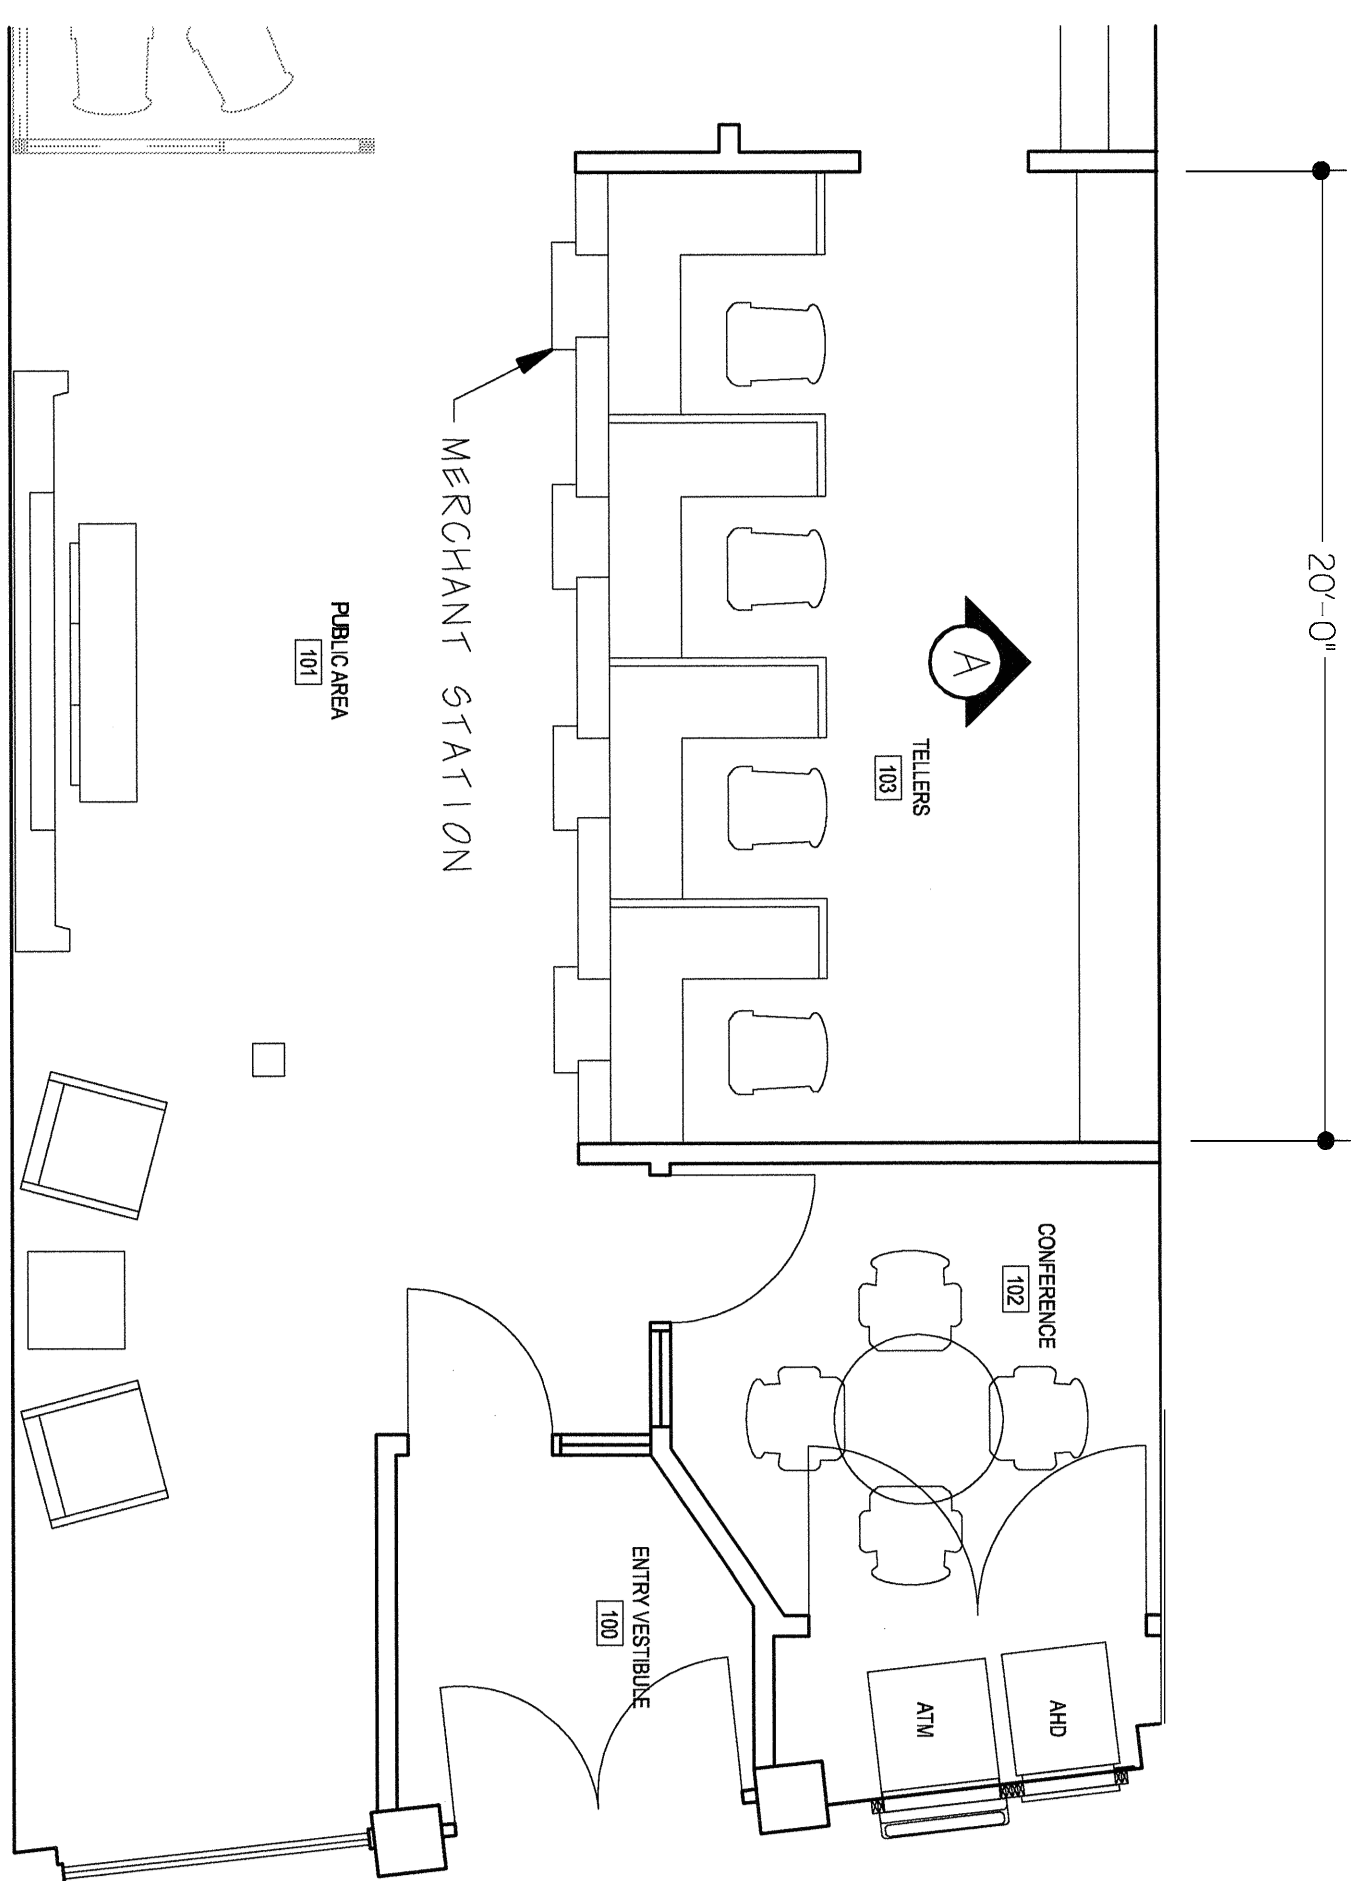 20'-0"
A
TELLERS
103
MERCHANT STATION
PUBLIC AREA
101
CONFERENCE
102
ENTRY VESTIBULE
100
AHD
ATM